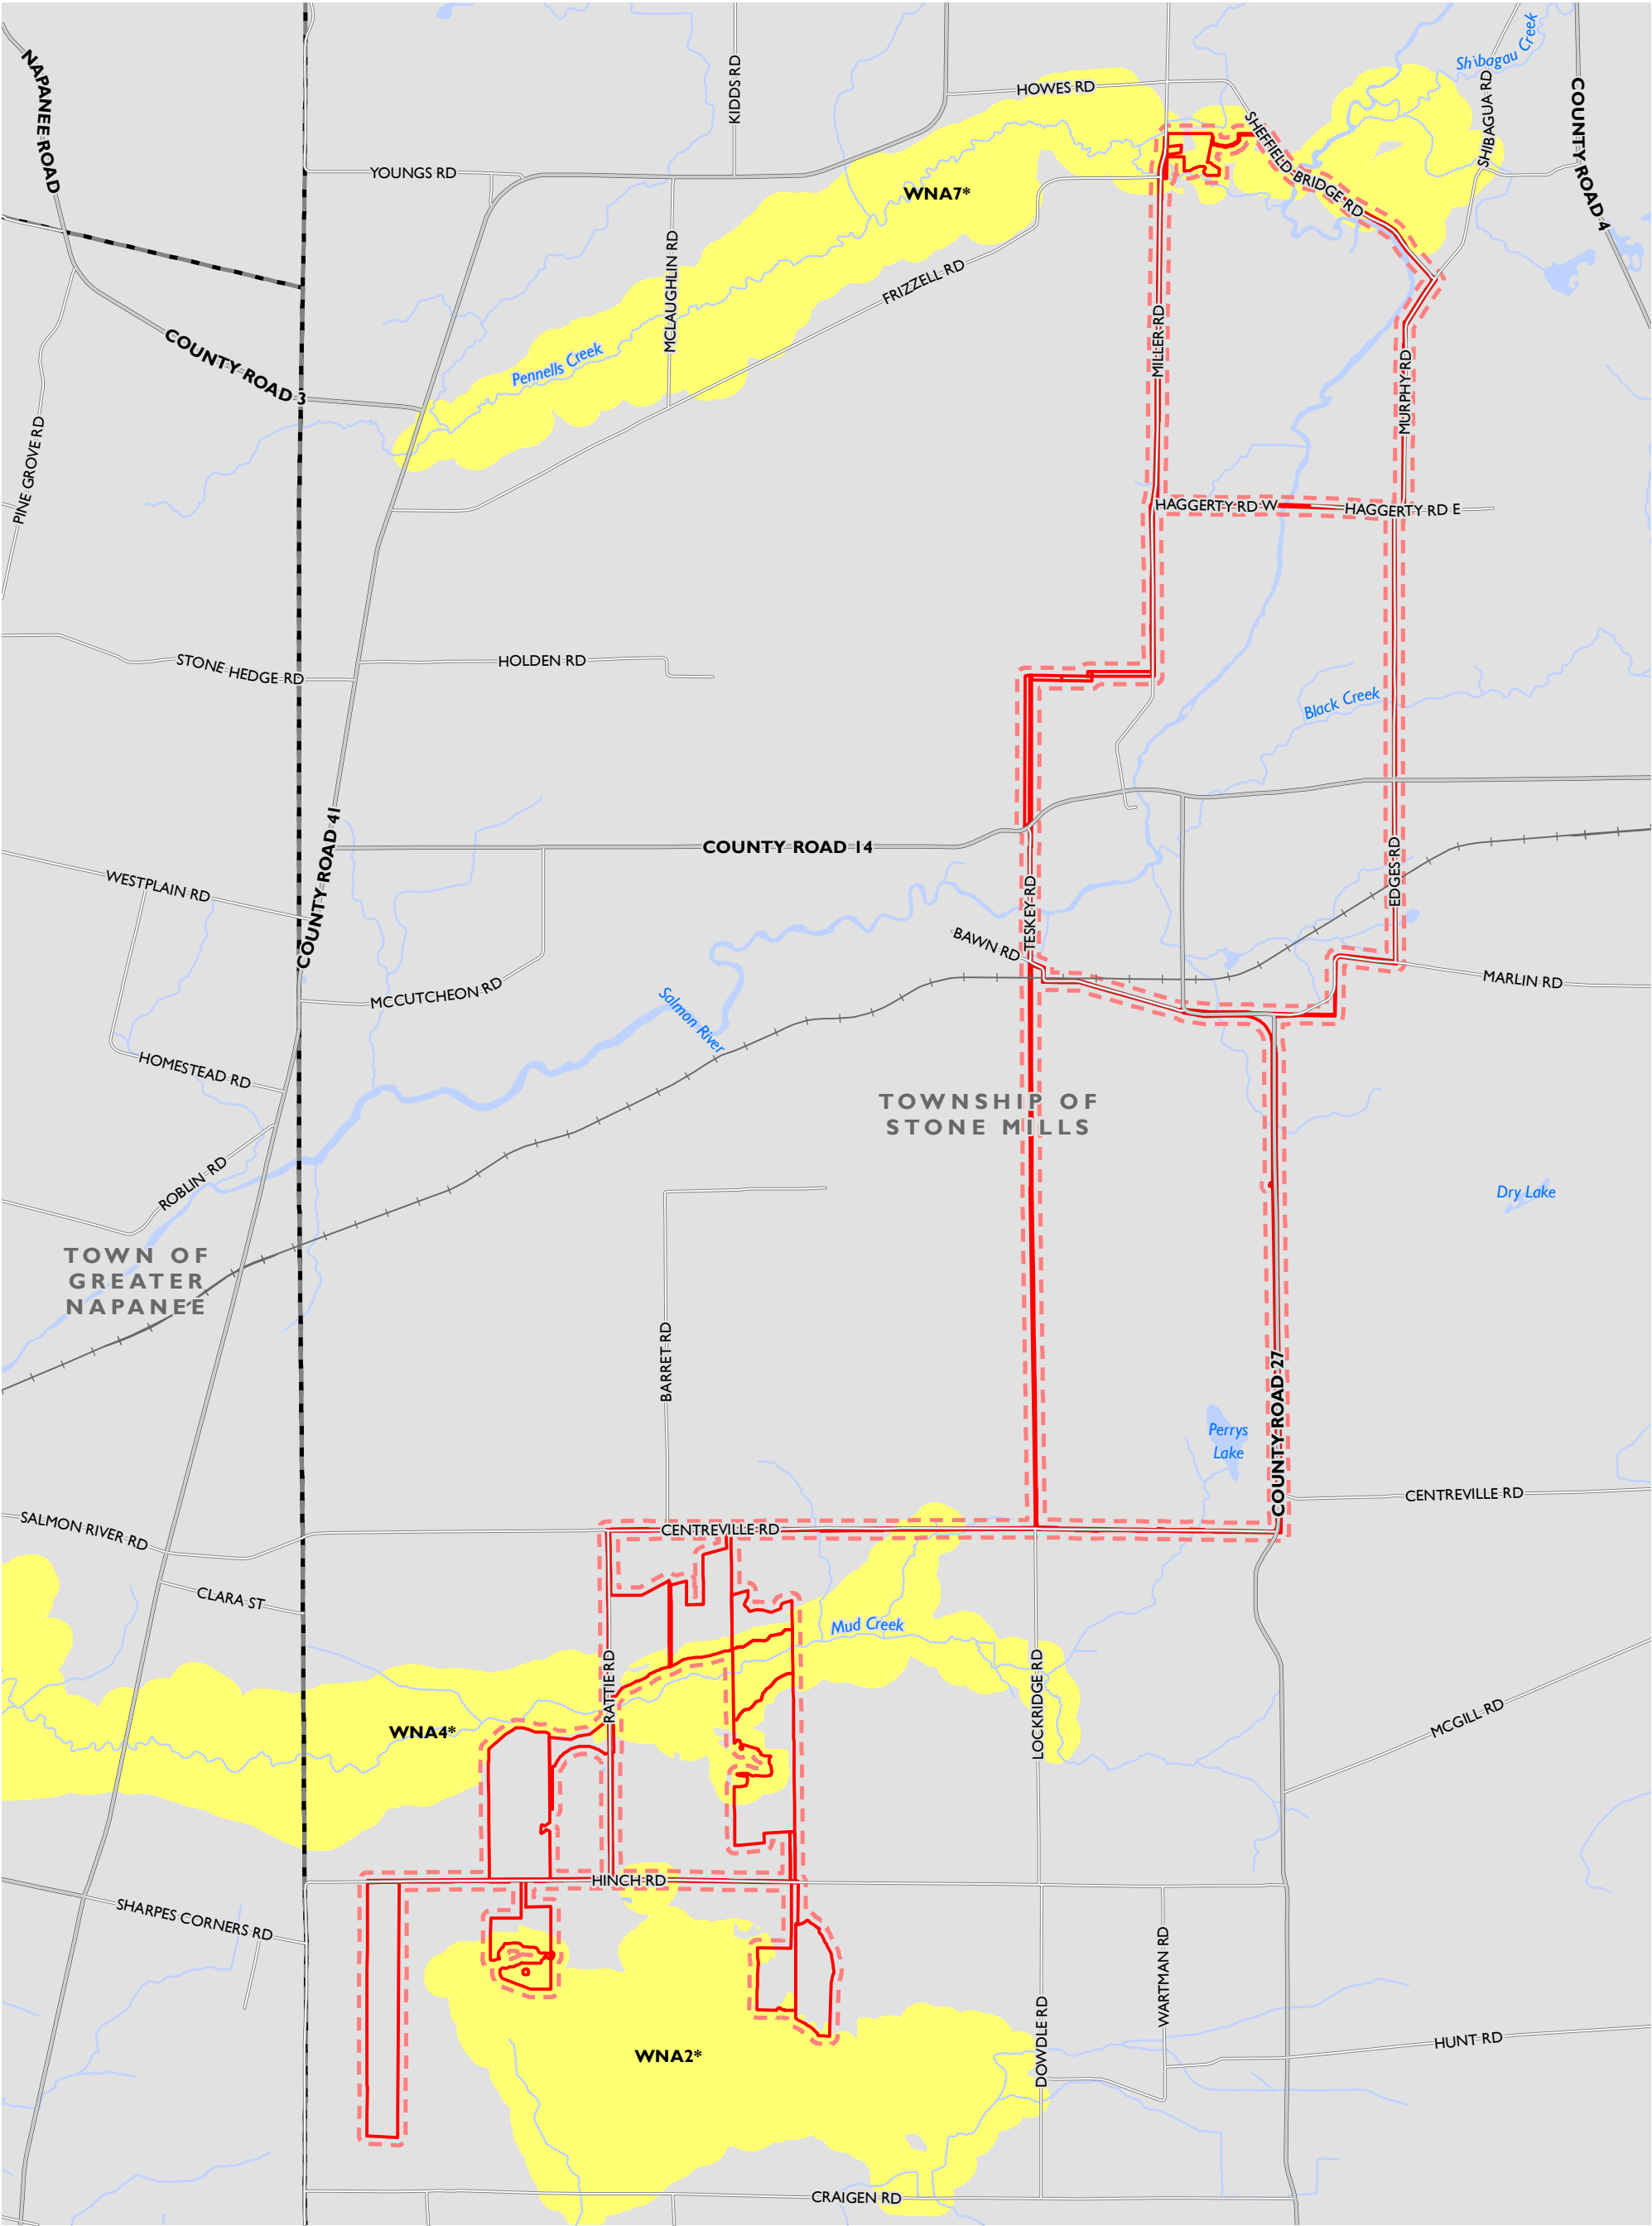 Shibagau Creek
NAPANEE ROAD
KIDDS RD
HOWES RD
SHIBAGUA RD
COUNTY ROAD 4
SHEFFIELD BRIDGE RD
YOUNGS RD
WNA7*
MCLAUGHLIN RD
FRIZZELL RD
MILLER RD
COUNTY ROAD 3
Pennells Creek
MURPHY RD
PINE GROVE RD
HAGGERTY RD W
HAGGERTY RD E
STONE HEDGE RD
HOLDEN RD
Black Creek
COUNTY ROAD 41
COUNTY ROAD 14
EDGES RD
WESTPLAIN RD
TESKEY RD
BAWN RD
MCCUTCHEON RD
MARLIN RD
Salmon River
HOMESTEAD RD
TOWNSHIP OF
STONE MILLS
ROBLIN RD
Dry Lake
TOWN OF
GREATER
NAPANEE
BARRET RD
COUNTY ROAD 27
Perrys
Lake
CENTREVILLE RD
SALMON RIVER RD
CENTREVILLE RD
CLARA ST
Mud Creek
RATTIE RD
LOCKRIDGE RD
MCGILL RD
WNA4*
HINCH RD
SHARPES CORNERS RD
WARTMAN RD
DOWDLE RD
HUNT RD
WNA2*
CRAIGEN RD